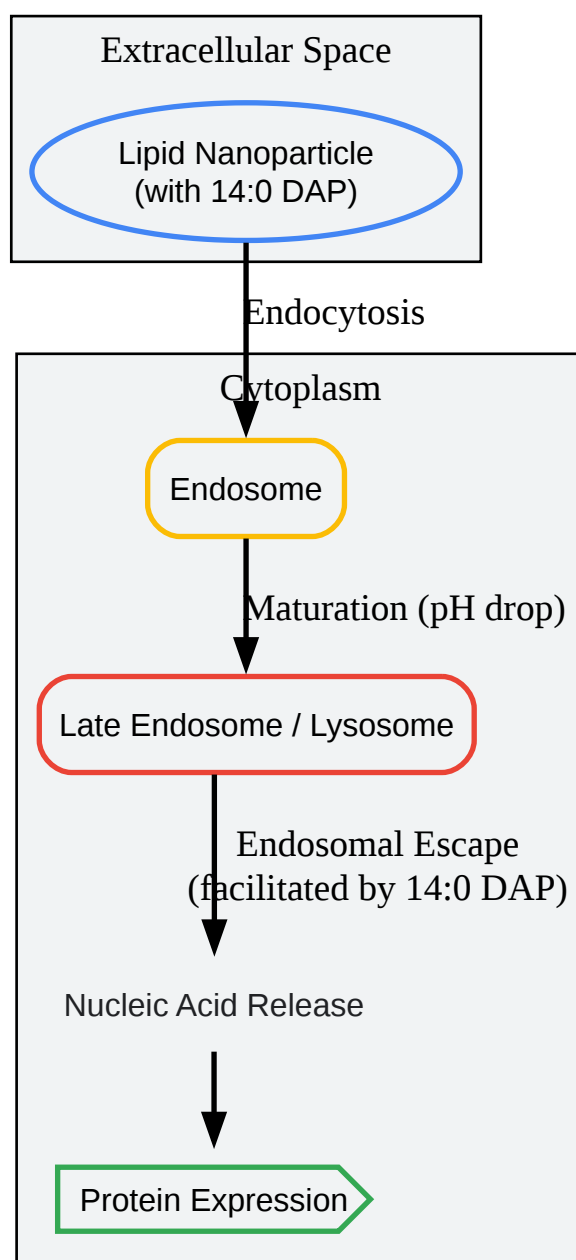 Extracellular Space
Lipid Nanoparticle
(with 14:0 DAP)
Endocytosis
Cytoplasm
Endosome
Maturation (pH drop)
Late Endosome / Lysosome
Endosomal Escape
(facilitated by 14:0 DAP)
Nucleic Acid Release
Protein Expression